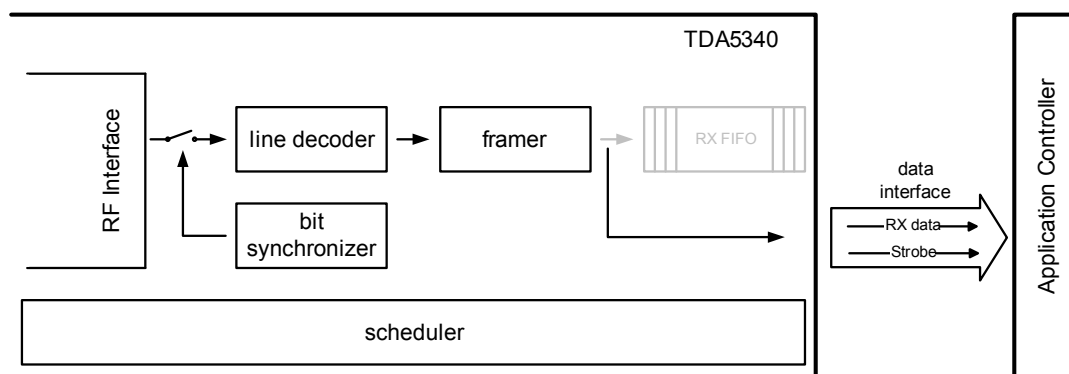 TDA5340
RF Interface
line decoder
framer
RX FIFO
bit
synchronizer
scheduler
data
interface
RX data
Strobe
Application Controller